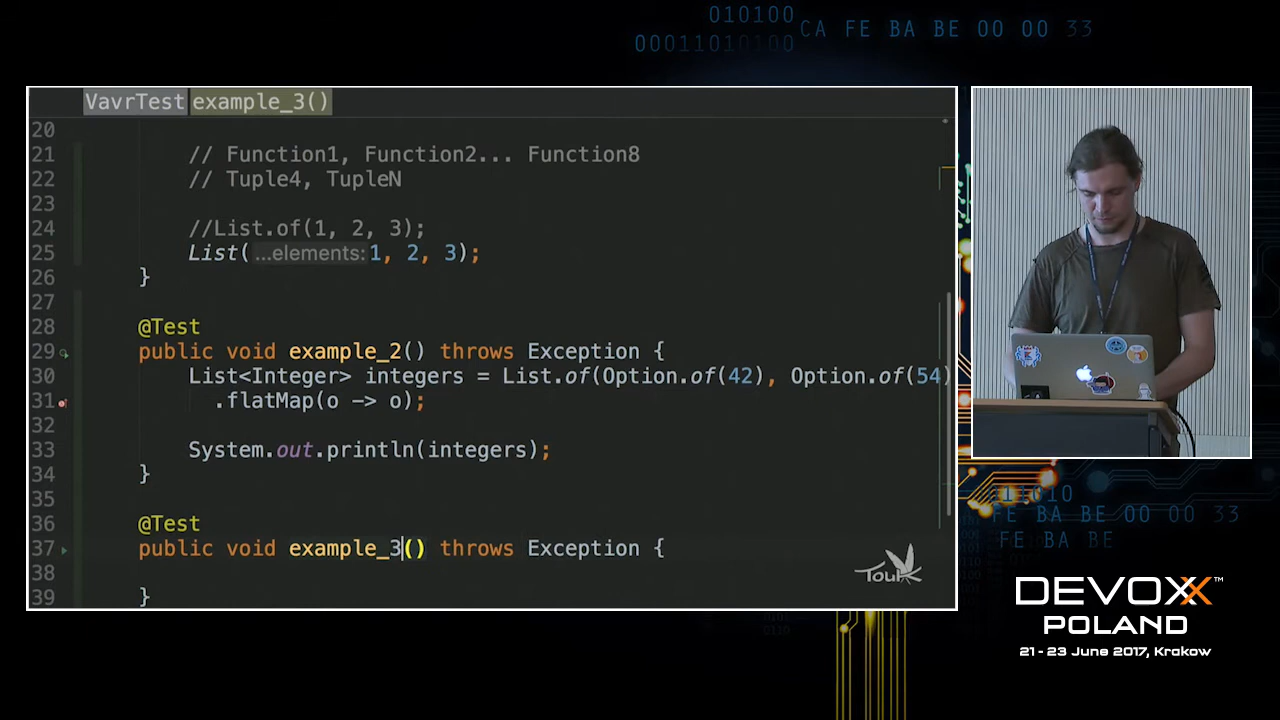 010100
00011010100
CA FE BA BE 00 00 33
VavrTest example_3()
20
21 // Function1, Function2... Function8
22 // Tuple4, TupleN
23
24 //List.of(1, 2, 3);
25 List(...elements: 1, 2, 3);
26 }
27
28 @Test
29 public void example_2() throws Exception {
30 List<Integer> integers = List.of(Option.of(42), Option.of(54)
31 .flatMap(o -> o);
32
33 System.out.println(integers);
34 }
35
36 @Test
37 public void example_3() throws Exception {
38
39 }
Touk
FE BA BE 00 00 33
FE BA BE
DEVOXX™
POLAND
21 - 23 June 2017, Krakow